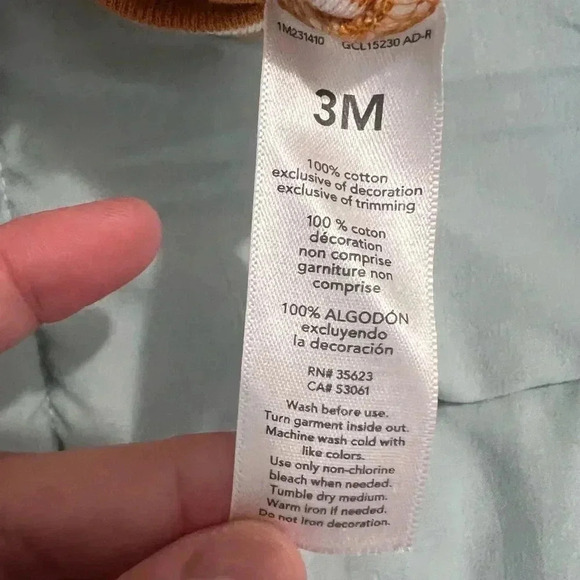 1M231410 GCL15230 AD-R
3M
100% cotton
exclusive of decoration
exclusive of trimming
100 % coton
décoration
non comprise
garniture non
comprise
100% ALGODÓN
excluyendo
la decoración
RN# 35623
CA# 53061
Wash before use.
Turn garment inside out.
Machine wash cold with
like colors.
Use only non-chlorine
bleach when needed.
Tumble dry medium.
Warm iron if needed.
Do not iron decoration.